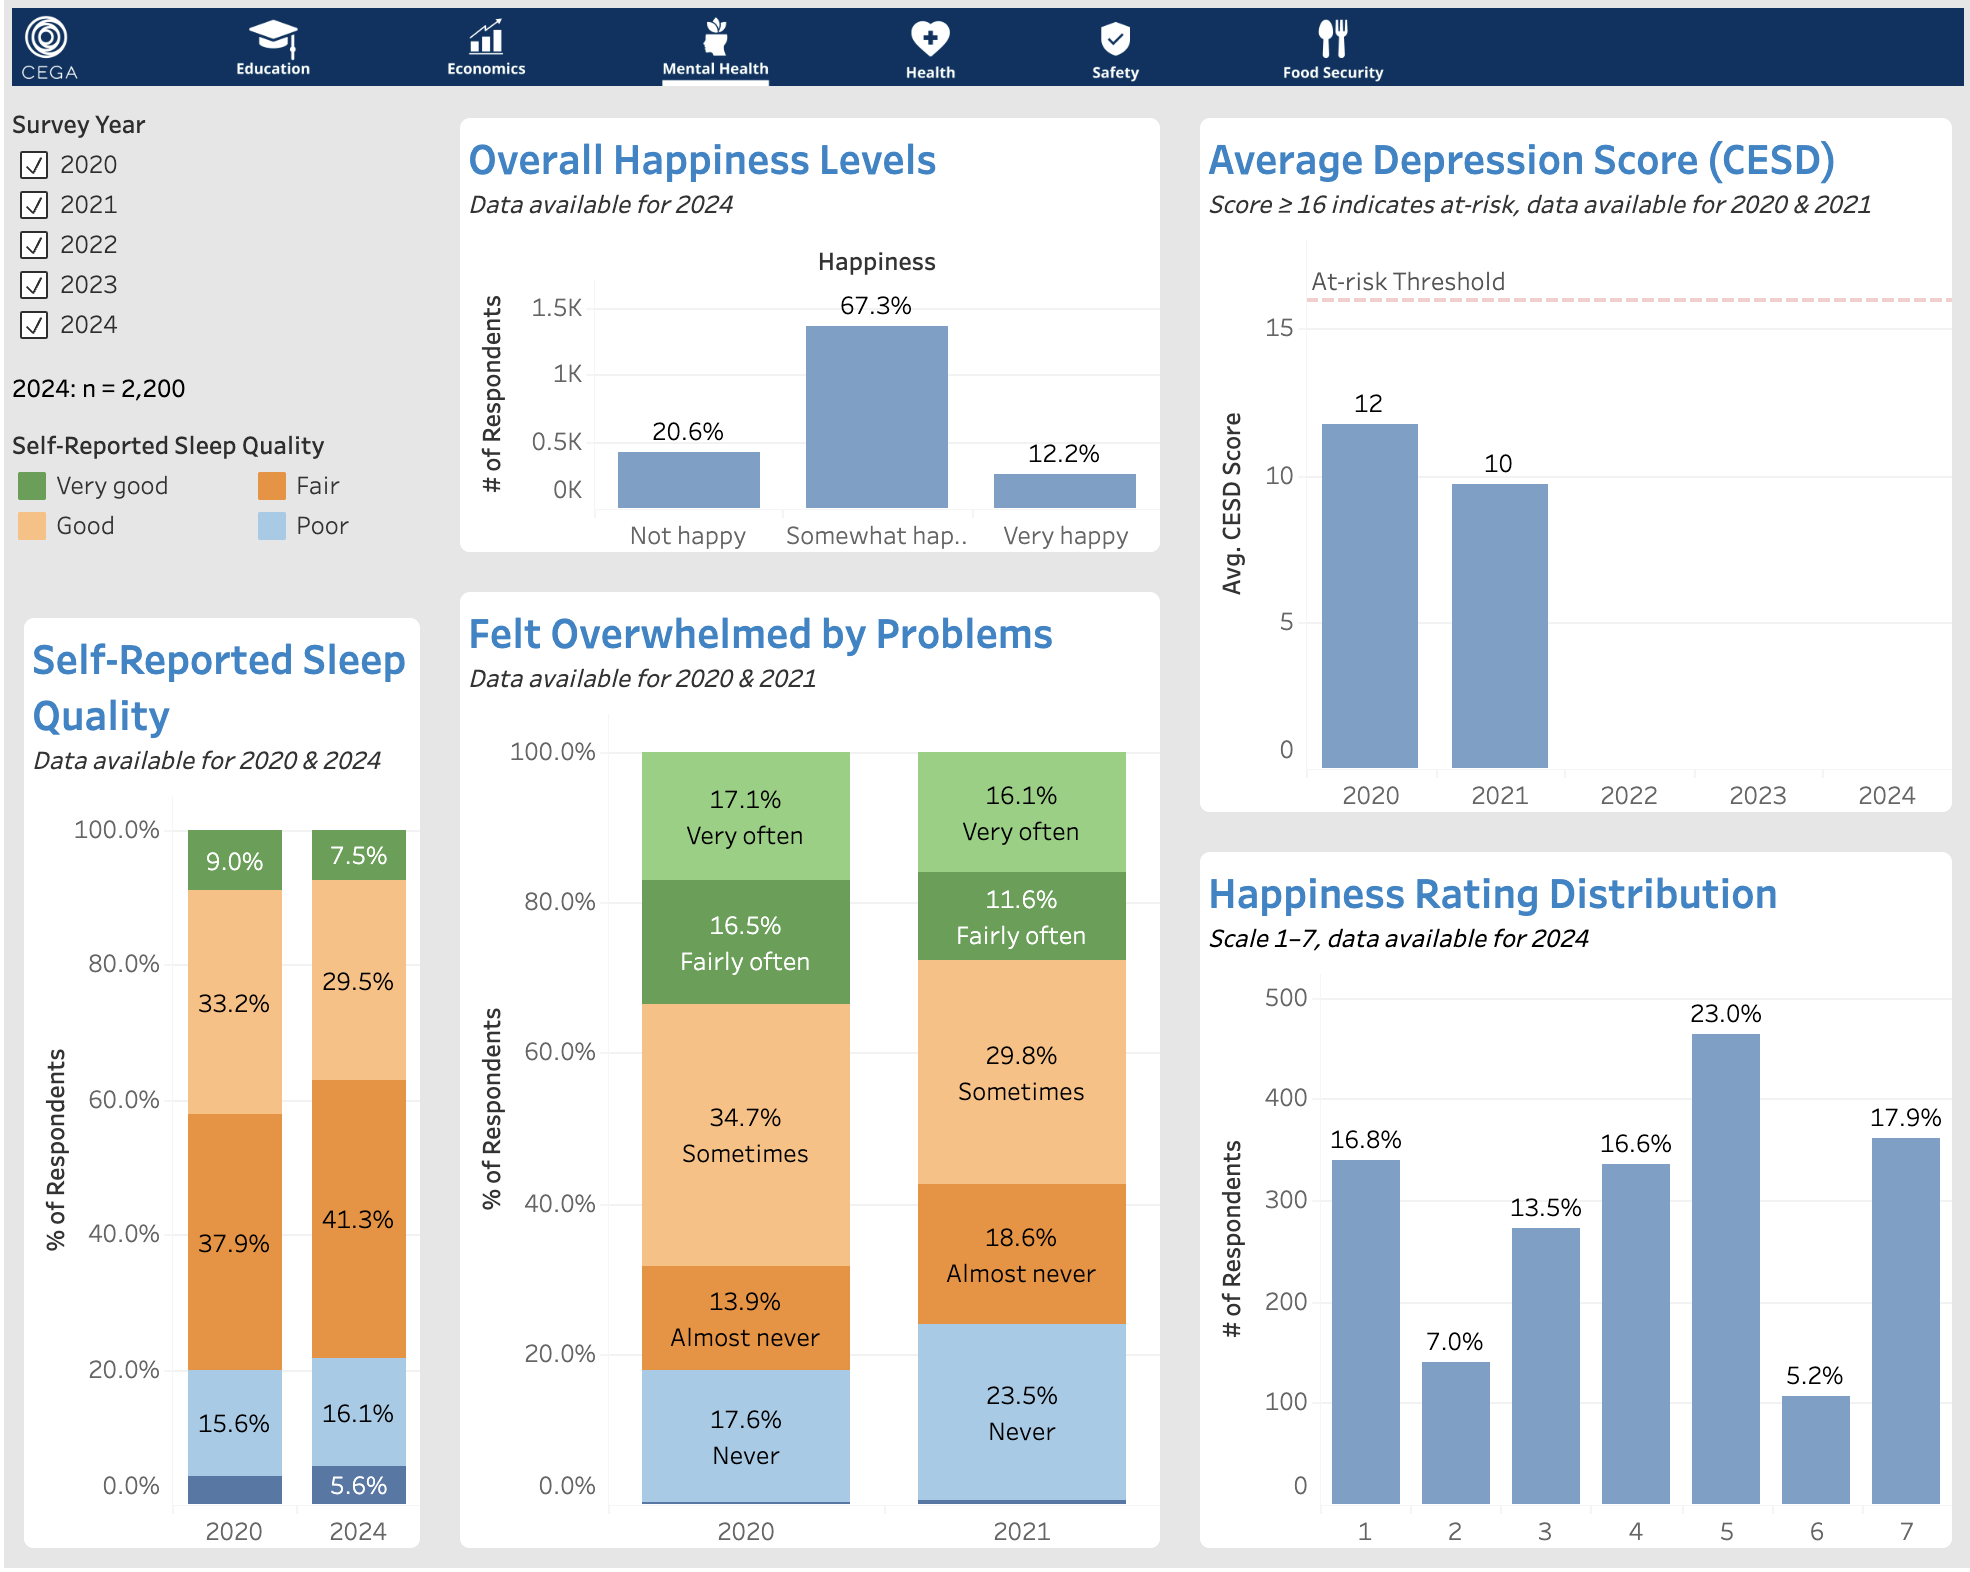 CEGA
Education
Economics
Mental Health
Health
Safety
Food Security
Survey Year
2020
2021
2022
2023
2024
2024: n = 2,200
Self-Reported Sleep Quality
Very good
Fair
Good
Poor
Overall Happiness Levels
Data available for 2024
Happiness
# of Respondents
1.5K
1K
0.5K
0K
20.6%
67.3%
12.2%
Not happy
Somewhat hap..
Very happy
Average Depression Score (CESD)
Score ≥ 16 indicates at-risk, data available for 2020 & 2021
At-risk Threshold
Avg. CESD Score
15
10
5
0
12
10
2020
2021
2022
2023
2024
Self-Reported Sleep
Quality
Data available for 2020 & 2024
% of Respondents
100.0%
80.0%
60.0%
40.0%
20.0%
0.0%
9.0%
33.2%
37.9%
15.6%
7.5%
29.5%
41.3%
16.1%
5.6%
2020
2024
Felt Overwhelmed by Problems
Data available for 2020 & 2021
% of Respondents
100.0%
80.0%
60.0%
40.0%
20.0%
0.0%
17.1%
Very often
16.5%
Fairly often
34.7%
Sometimes
13.9%
Almost never
17.6%
Never
16.1%
Very often
11.6%
Fairly often
29.8%
Sometimes
18.6%
Almost never
23.5%
Never
2020
2021
Happiness Rating Distribution
Scale 1–7, data available for 2024
# of Respondents
500
400
300
200
100
0
16.8%
7.0%
13.5%
16.6%
23.0%
5.2%
17.9%
1
2
3
4
5
6
7